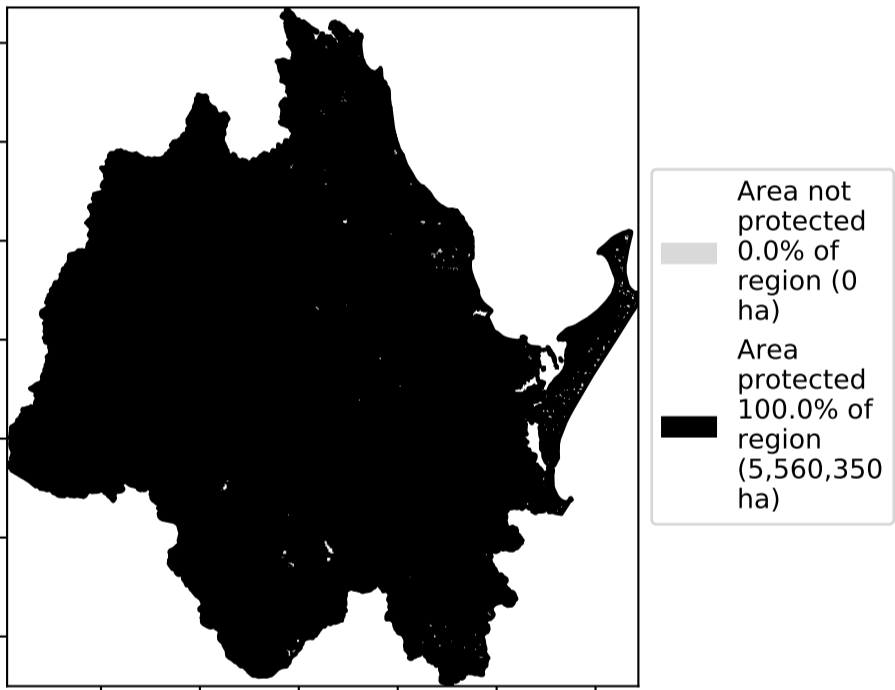 Area not
protected
0.0% of
region (0
ha)
Area
protected
100.0% of
region
(5,560,350
ha)